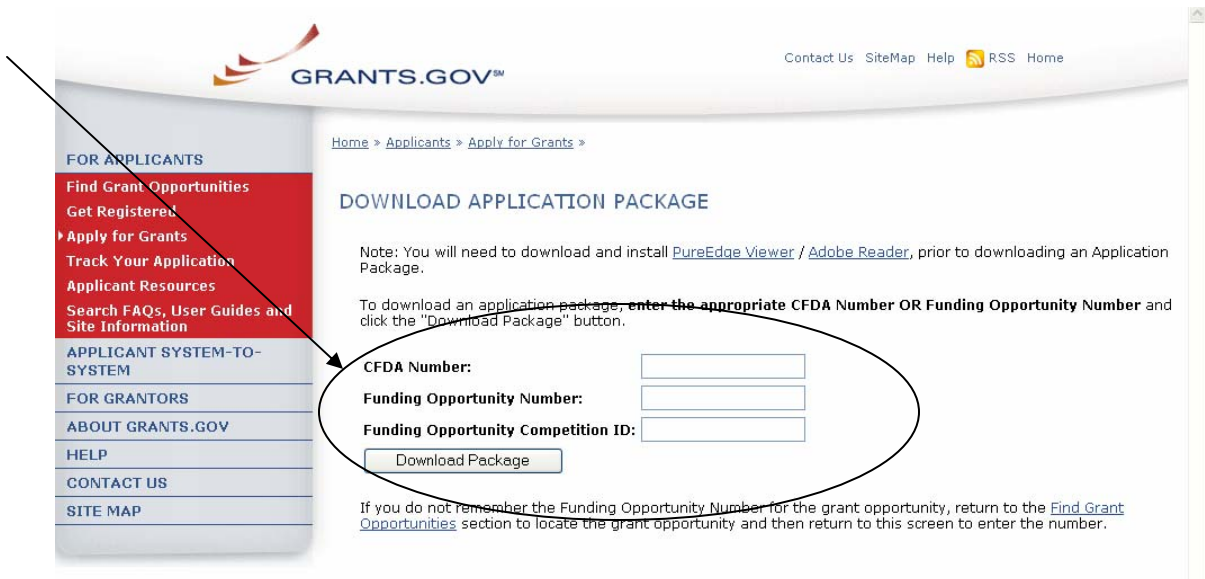 GRANTS.GOV℠
Contact Us SiteMap Help RSS Home
Home » Applicants » Apply for Grants »
FOR APPLICANTS
Find Grant Opportunities
Get Registered
Apply for Grants
Track Your Application
Applicant Resources
Search FAQs, User Guides and
Site Information
APPLICANT SYSTEM-TO-
SYSTEM
FOR GRANTORS
ABOUT GRANTS.GOV
HELP
CONTACT US
SITE MAP
DOWNLOAD APPLICATION PACKAGE
Note: You will need to download and install PureEdge Viewer / Adobe Reader, prior to downloading an Application
Package.
To download an application package, enter the appropriate CFDA Number OR Funding Opportunity Number and
click the "Download Package" button.
CFDA Number:
Funding Opportunity Number:
Funding Opportunity Competition ID:
Download Package
If you do not remember the Funding Opportunity Number for the grant opportunity, return to the Find Grant
Opportunities section to locate the grant opportunity and then return to this screen to enter the number.